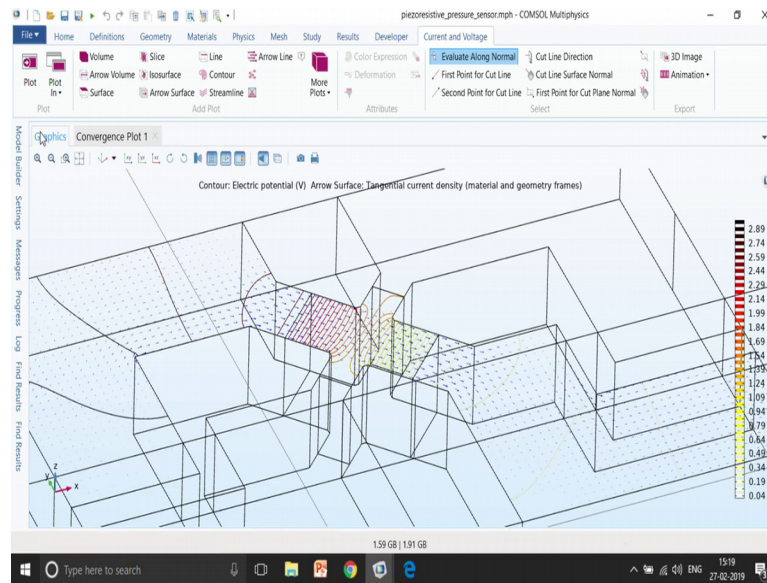 piezoresistive_pressure_sensor.mph - COMSOL Multiphysics
File Home Definitions Geometry Materials Physics Mesh Study Results Developer Current and Voltage
Volume Slice Line Arrow Line Color Expression Evaluate Along Normal Cut Line Direction 3D Image
Plot Plot In Arrow Volume Isosurface Contour More Plots Deformation First Point for Cut Line Cut Line Surface Normal Animation
Surface Arrow Surface Streamline Second Point for Cut Line First Point for Cut Plane Normal
Plot Add Plot Attributes Select Export
Graphics Convergence Plot 1
Model Builder
Settings
Messages
Progress
Log
Find Results
Find Results
Contour: Electric potential (V) Arrow Surface: Tangential current density (material and geometry frames)
2.89
2.74
2.59
2.44
2.29
2.14
1.99
1.84
1.69
1.54
1.39
1.24
1.09
0.94
0.79
0.64
0.49
0.34
0.19
0.04
z
y
x
1.59 GB | 1.91 GB
Type here to search
ENG
15:19
27-02-2019